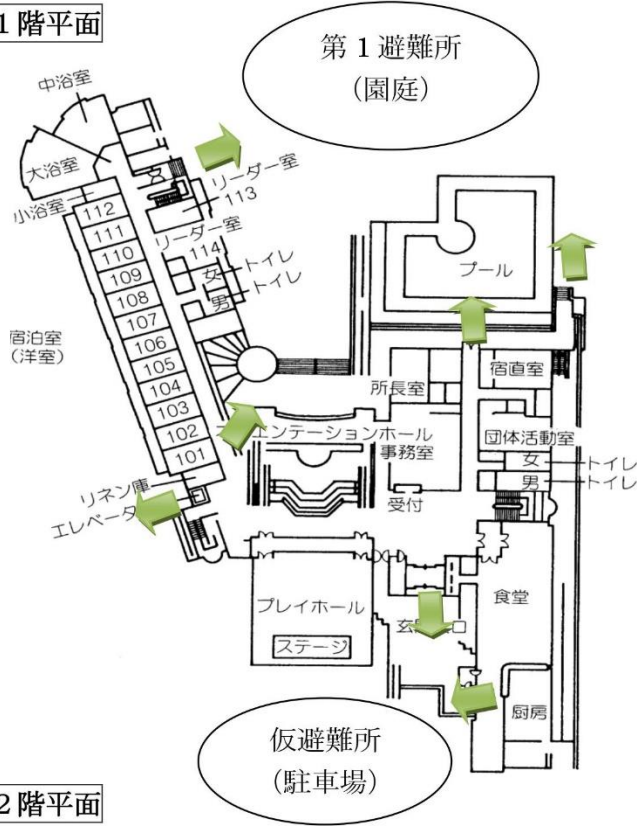 1階平面
第1避難所
(園庭)
中浴室
大浴室
小浴室
リーダー室
113
リーダー室
114
女
トイレ
男
トイレ
112
111
110
109
108
107
106
105
104
103
102
101
宿泊室
(洋室)
リネン庫
エレベータ
プール
所長室
宿直室
エンテーションホール
事務室
団体活動室
女
トイレ
男
トイレ
受付
プレイホール
ステージ
食堂
厨房
仮避難所
(駐車場)
2階平面